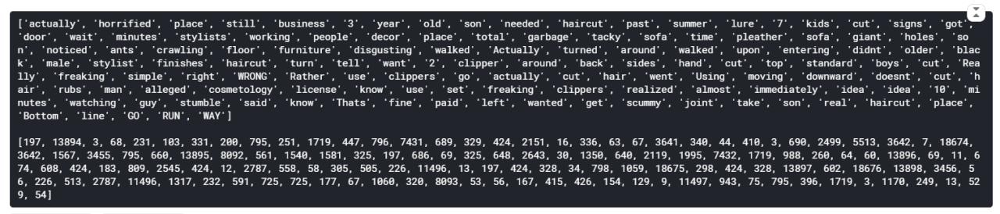 ['actually', 'horrified', 'place', 'still', 'business', '3', 'year', 'old', 'son', 'needed', 'haircut', 'past', 'summer', 'lure', '7', 'kids', 'cut', 'signs', 'got',
'door', 'wait', 'minutes', 'stylists', 'working', 'people', 'decor', 'place', 'total', 'garbage', 'tacky', 'sofa', 'time', 'pleather', 'sofa', 'giant', 'holes', 'so
n', 'noticed', 'ants', 'crawling', 'floor', 'furniture', 'disgusting', 'walked', 'Actually', 'turned', 'around', 'walked', 'upon', 'entering', 'didnt', 'older', 'blac
k', 'male', 'stylist', 'finishes', 'haircut', 'turn', 'tell', 'want', '2', 'clipper', 'around', 'back', 'sides', 'hand', 'cut', 'top', 'standard', 'boys', 'cut', 'Rea
lly', 'freaking', 'simple', 'right', 'WRONG', 'Rather', 'use', 'clippers', 'go', 'actually', 'cut', 'hair', 'went', 'Using', 'moving', 'downward', 'doesnt', 'cut', 'h
air', 'rubs', 'man', 'alleged', 'cosmetology', 'license', 'know', 'use', 'set', 'freaking', 'clippers', 'realized', 'almost', 'immediately', 'idea', 'idea', '10', 'mi
nutes', 'watching', 'guy', 'stumble', 'said', 'know', 'Thats', 'fine', 'paid', 'left', 'wanted', 'get', 'scummy', 'joint', 'take', 'son', 'real', 'haircut', 'place',
'Bottom', 'line', 'GO', 'RUN', 'WAY']
[197, 13894, 3, 68, 231, 103, 331, 200, 795, 251, 1719, 447, 796, 7431, 689, 329, 424, 2151, 16, 336, 63, 67, 3641, 340, 44, 410, 3, 690, 2499, 5513, 3642, 7, 18674,
3642, 1567, 3455, 795, 660, 13895, 8092, 561, 1540, 1581, 325, 197, 686, 69, 325, 648, 2643, 30, 1350, 640, 2119, 1995, 7432, 1719, 988, 260, 64, 60, 13896, 69, 11, 6
74, 608, 424, 183, 809, 2545, 424, 12, 2787, 558, 58, 305, 505, 226, 11496, 13, 197, 424, 328, 34, 798, 1059, 18675, 298, 424, 328, 13897, 602, 18676, 13898, 3456, 5
6, 226, 513, 2787, 11496, 1317, 232, 591, 725, 725, 177, 67, 1060, 320, 8093, 53, 56, 167, 415, 426, 154, 129, 9, 11497, 943, 75, 795, 396, 1719, 3, 1170, 249, 13, 52
9, 54]